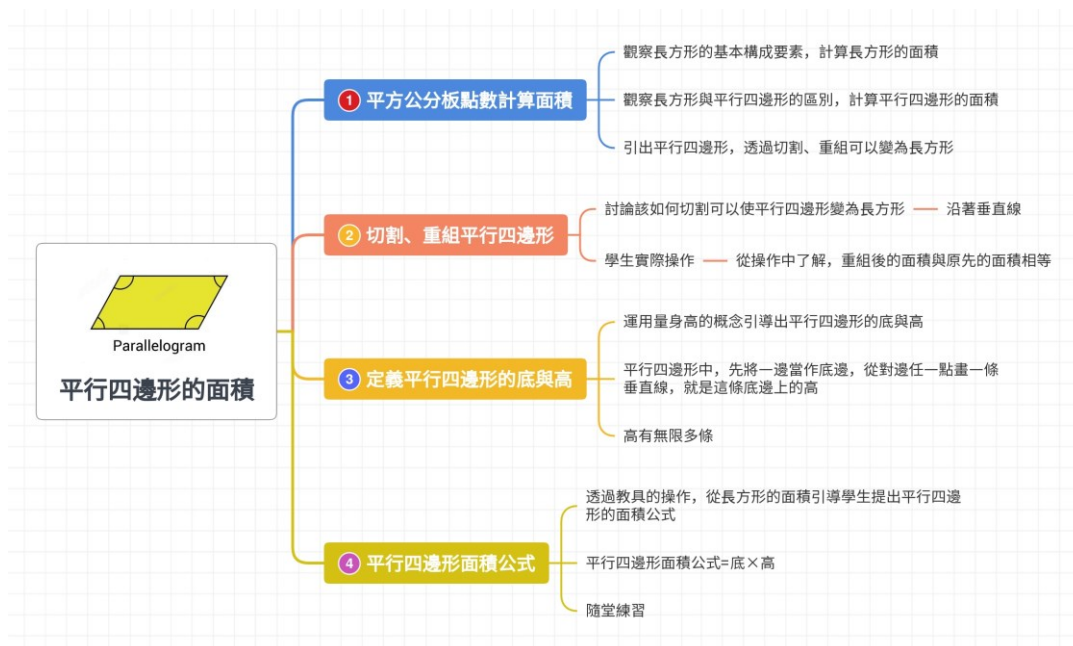 Parallelogram
平行四邊形的面積
1 平方公分板點數計算面積
觀察長方形的基本構成要素，計算長方形的面積
觀察長方形與平行四邊形的區別，計算平行四邊形的面積
引出平行四邊形，透過切割、重組可以變為長方形
2 切割、重組平行四邊形
討論該如何切割可以使平行四邊形變為長方形
沿著垂直線
學生實際操作
從操作中了解，重組後的面積與原先的面積相等
3 定義平行四邊形的底與高
運用量身高的概念引導出平行四邊形的底與高
平行四邊形中，先將一邊當作底邊，從對邊任一點畫一條
垂直線，就是這條底邊上的高
高有無限多條
4 平行四邊形面積公式
透過教具的操作，從長方形的面積引導學生提出平行四邊
形的面積公式
平行四邊形面積公式=底×高
隨堂練習